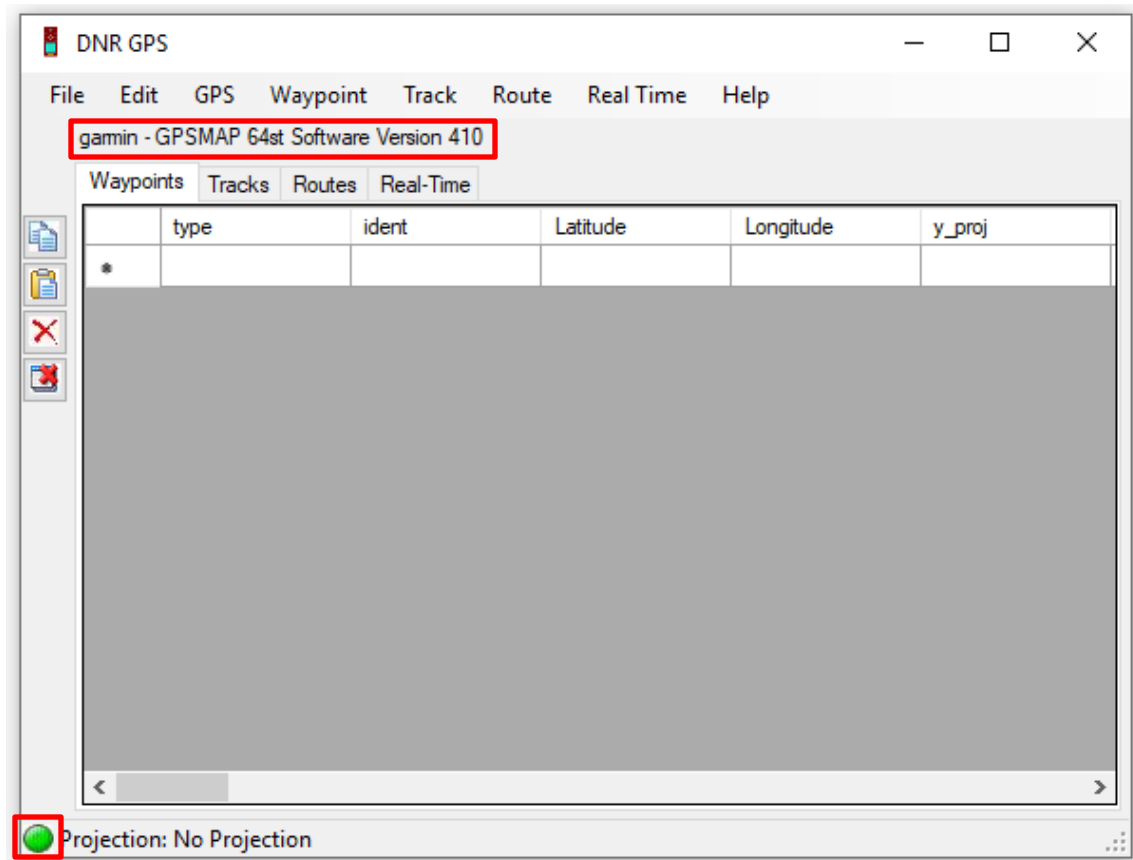 DNR GPS
File Edit GPS Waypoint Track Route Real Time Help
garmin - GPSMAP 64st Software Version 410
Waypoints Tracks Routes Real-Time
type ident Latitude Longitude y_proj
*
Projection: No Projection